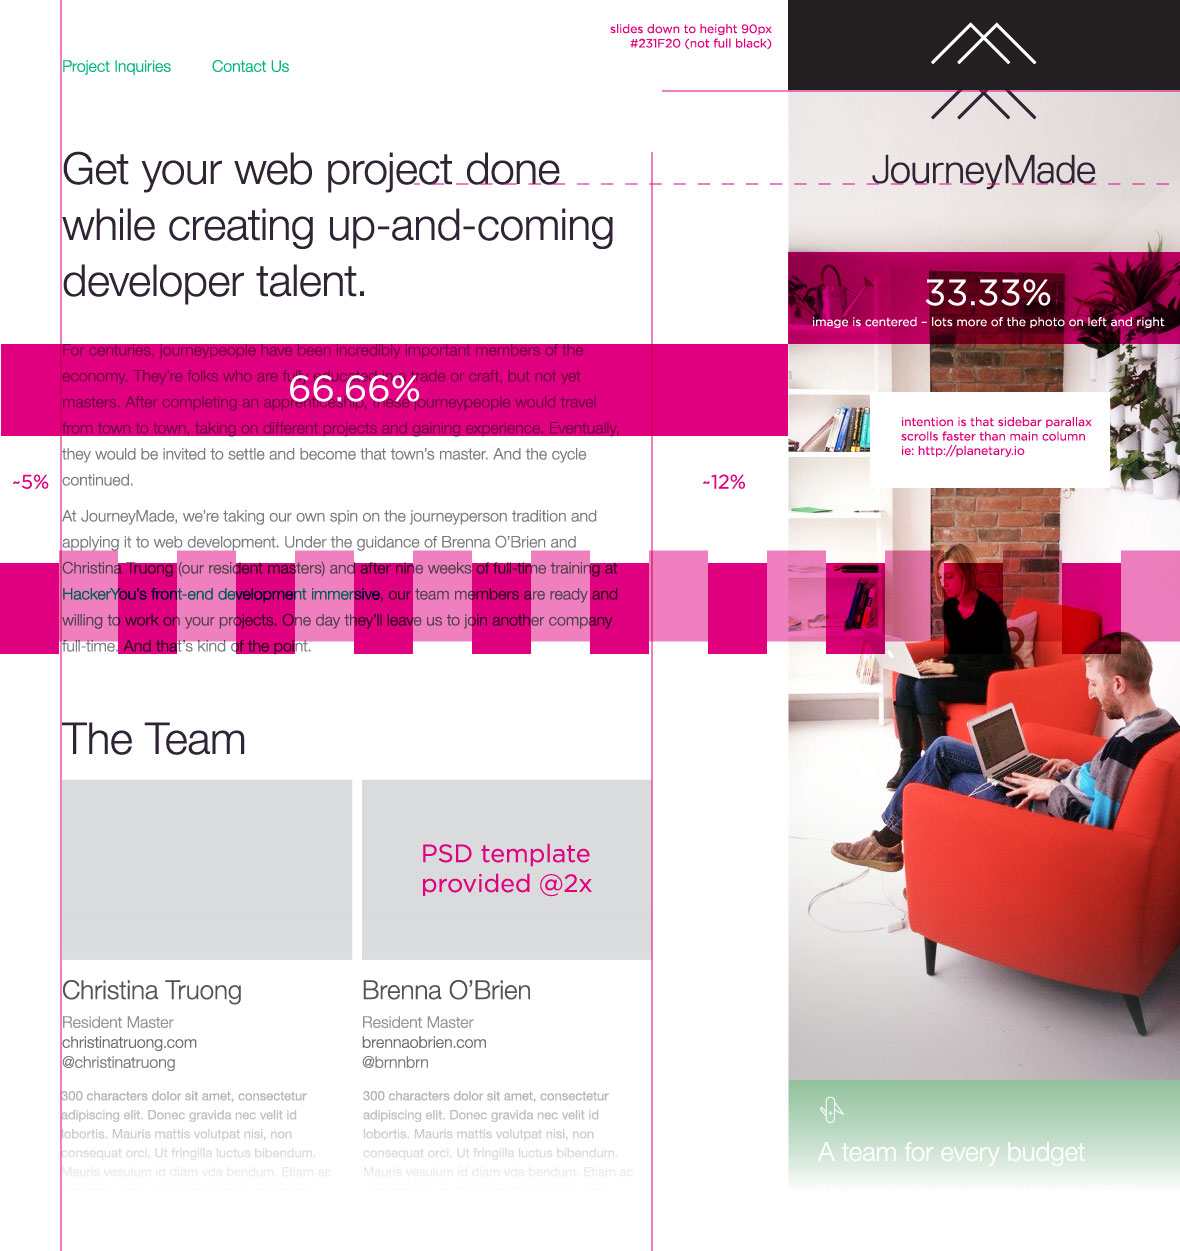 slides down to height 90px
#231F20 (not full black)
Project Inquiries
Contact Us
Get your web project done
while creating up-and-coming
developer talent.
For centuries, journeypeople have been incredibly important members of the
economy. They're folks who are fully educated in a trade or craft, but not yet
masters. After completing an apprenticeship, these journeypeople would travel
from town to town, taking on different projects and gaining experience. Eventually,
they would be invited to settle and become that town's master. And the cycle
continued.
66.66%
~5%
~12%
At JourneyMade, we're taking our own spin on the journeyperson tradition and
applying it to web development. Under the guidance of Brenna O'Brien and
Christina Truong (our resident masters) and after nine weeks of full-time training at
HackerYou's front-end development immersive, our team members are ready and
willing to work on your projects. One day they'll leave us to join another company
full-time. And that's kind of the point.
The Team
PSD template
provided @2x
Christina Truong
Resident Master
christinatruong.com
@christinatruong
300 characters dolor sit amet, consectetur
adipiscing elit. Donec gravida nec velit id
lobortis. Mauris mattis volutpat nisi, non
consequat orci. Ut fringilla luctus bibendum.
Mauris vesulum id diam vda bendum. Etiam ac
Brenna O'Brien
Resident Master
brennaobrien.com
@brnnbrn
300 characters dolor sit amet, consectetur
adipiscing elit. Donec gravida nec velit id
lobortis. Mauris mattis volutpat nisi, non
consequat orci. Ut fringilla luctus bibendum.
Mauris vesulum id diam vda bendum. Etiam ac
JourneyMade
33.33%
image is centered – lots more of the photo on left and right
intention is that sidebar parallax
scrolls faster than main column
ie: http://planetary.io
A team for every budget